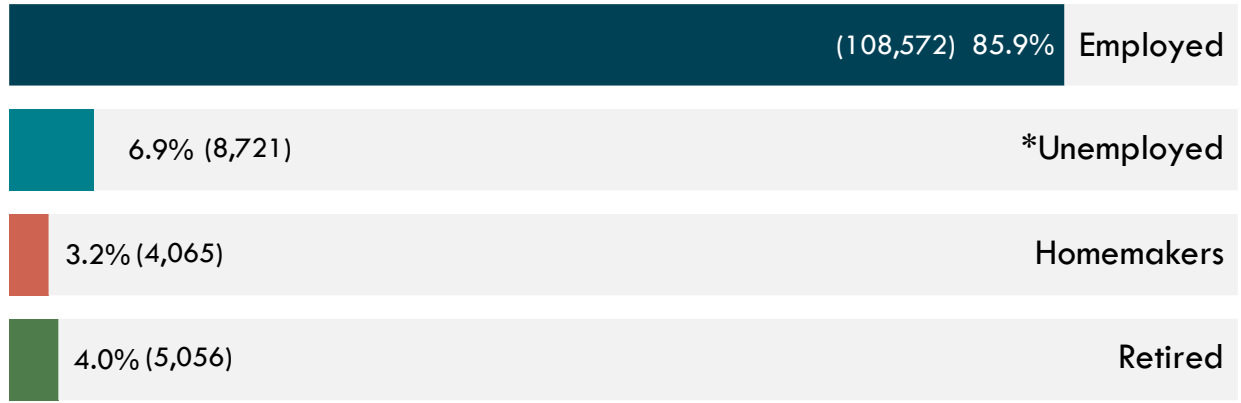 (108,572) 85.9% Employed
6.9% (8,721) *Unemployed
3.2% (4,065) Homemakers
4.0% (5,056) Retired